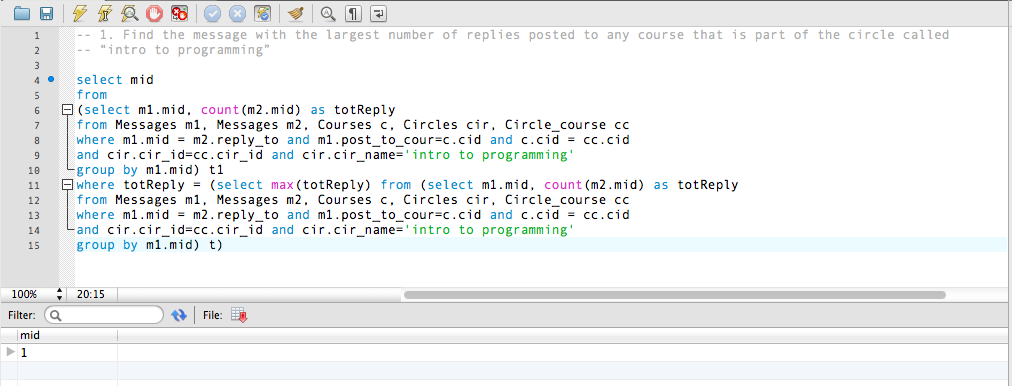 1 -- 1. Find the message with the largest number of replies posted to any course that is part of the circle called
2 -- "intro to programming"
3
4 select mid
5 from
6 (select m1.mid, count(m2.mid) as totReply
7 from Messages m1, Messages m2, Courses c, Circles cir, Circle_course cc
8 where m1.mid = m2.reply_to and m1.post_to_cour=c.cid and c.cid = cc.cid
9 and cir.cir_id=cc.cir_id and cir.cir_name='intro to programming'
10 group by m1.mid) t1
11 where totReply = (select max(totReply) from (select m1.mid, count(m2.mid) as totReply
12 from Messages m1, Messages m2, Courses c, Circles cir, Circle_course cc
13 where m1.mid = m2.reply_to and m1.post_to_cour=c.cid and c.cid = cc.cid
14 and cir.cir_id=cc.cir_id and cir.cir_name='intro to programming'
15 group by m1.mid) t)
100% 20:15
Filter: File:
mid
1